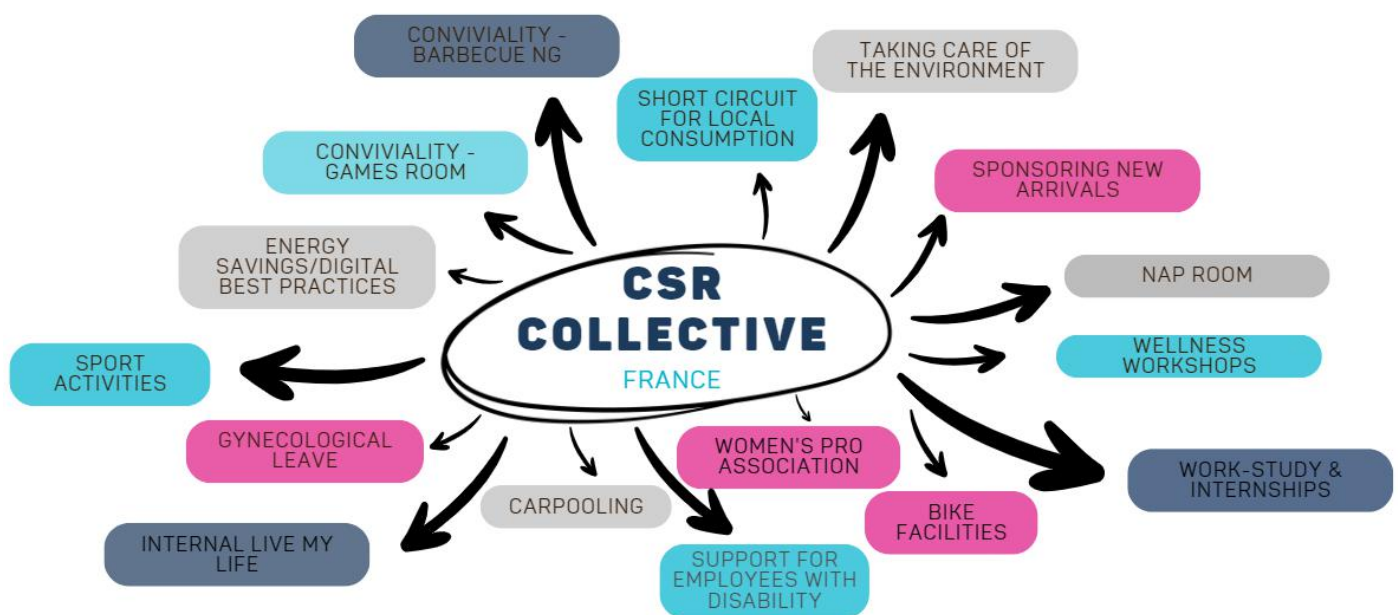 CONVIVIALITY -
BARBECUE NG
TAKING CARE OF
THE ENVIRONMENT
SHORT CIRCUIT
FOR LOCAL
CONSUMPTION
CONVIVIALITY -
GAMES ROOM
SPONSORING NEW
ARRIVALS
ENERGY
SAVINGS/DIGITAL
BEST PRACTICES
NAP ROOM
CSR
COLLECTIVE
FRANCE
SPORT
ACTIVITIES
WELLNESS
WORKSHOPS
GYNECOLOGICAL
LEAVE
WOMEN'S PRO
ASSOCIATION
WORK-STUDY &
INTERNSHIPS
CARPOOLING
BIKE
FACILITIES
INTERNAL LIVE MY
LIFE
SUPPORT FOR
EMPLOYEES WITH
DISABILITY